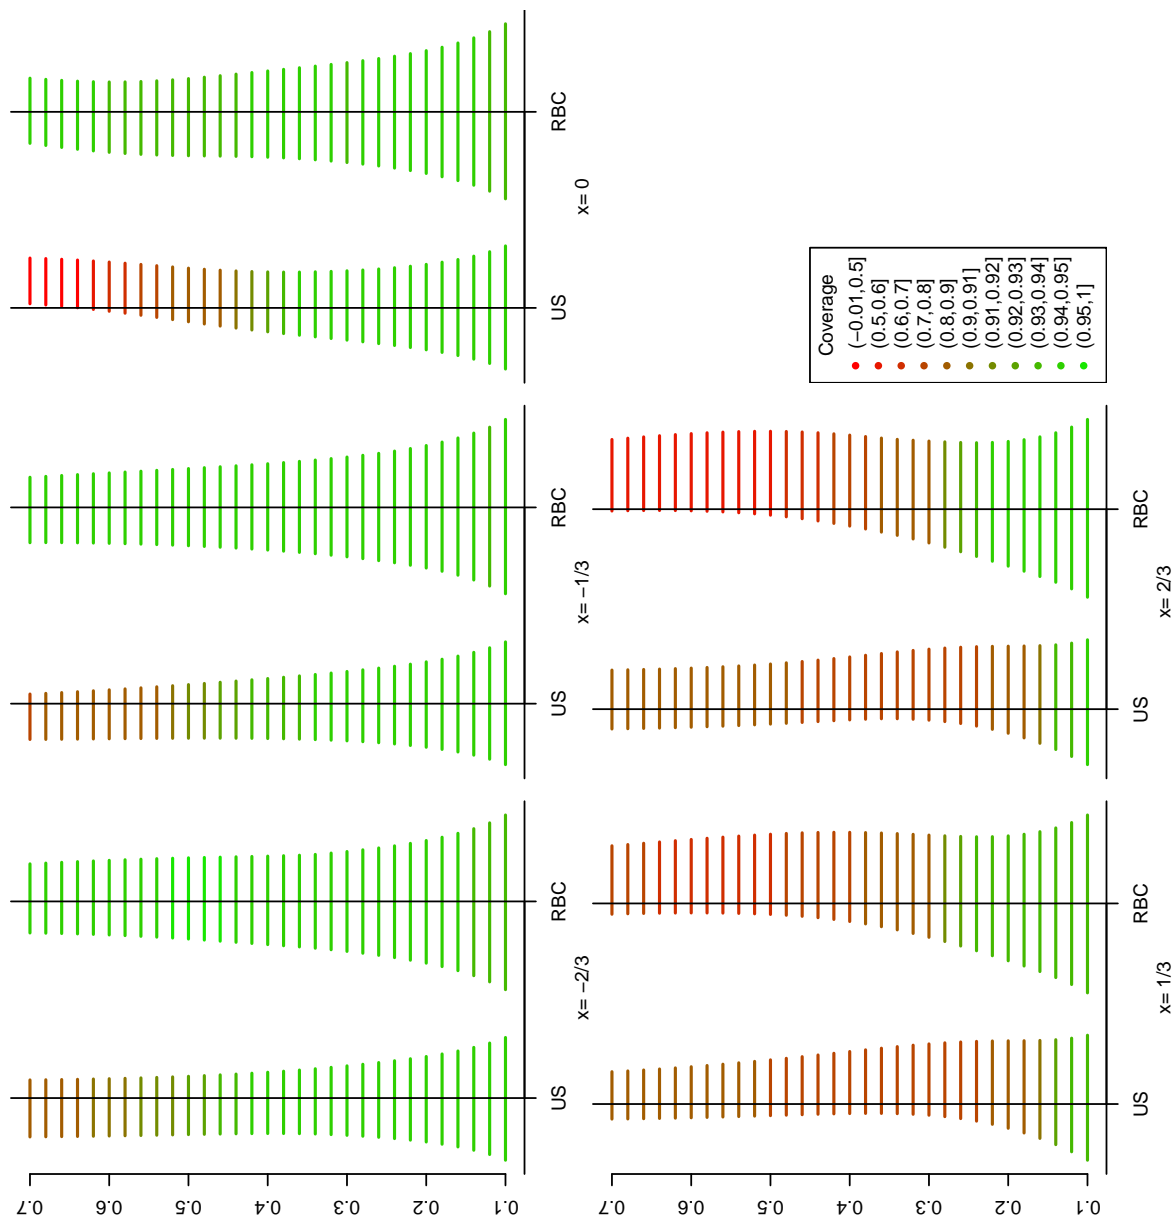 0.7
0.6
0.5
0.4
0.3
0.2
0.1
US RBC
x= −2/3
US RBC
x= −1/3
US RBC
x= 0
0.7
0.6
0.5
0.4
0.3
0.2
0.1
US RBC
x= 1/3
US RBC
x= 2/3
Coverage
(−0.01,0.5]
(0.5,0.6]
(0.6,0.7]
(0.7,0.8]
(0.8,0.9]
(0.9,0.91]
(0.91,0.92]
(0.92,0.93]
(0.93,0.94]
(0.94,0.95]
(0.95,1]